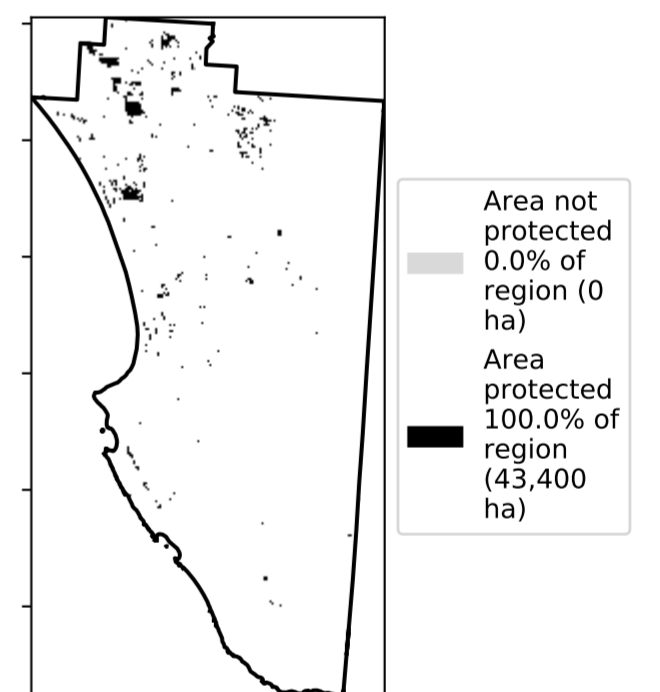 Area not
protected
0.0% of
region (0
ha)
Area
protected
100.0% of
region
(43,400
ha)